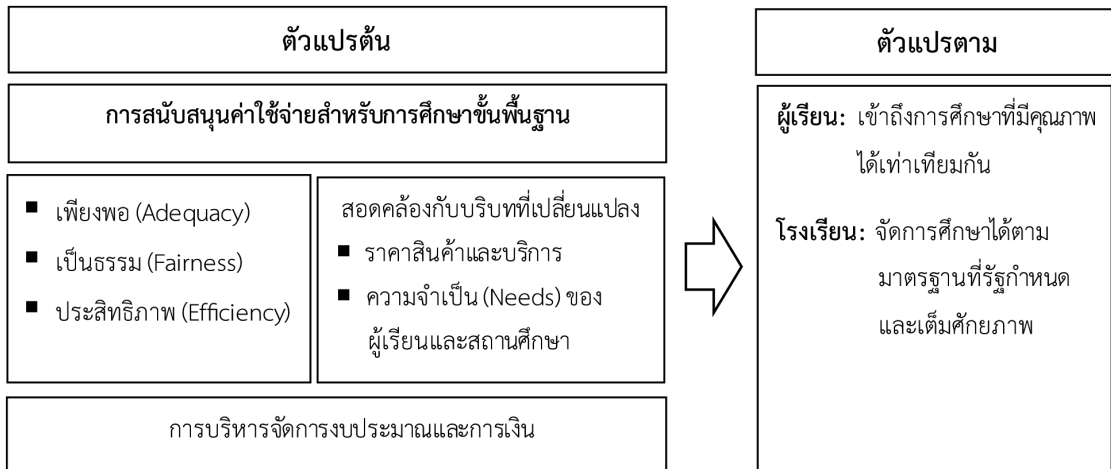 ตัวแปรต้น
การสนับสนุนค่าใช้จ่ายสำหรับการศึกษาขั้นพื้นฐาน
■ เพียงพอ (Adequacy)
■ เป็นธรรม (Fairness)
■ ประสิทธิภาพ (Efficiency)
สอดคล้องกับบริบทที่เปลี่ยนแปลง
■ ราคาสินค้าและบริการ
■ ความจำเป็น (Needs) ของ
ผู้เรียนและสถานศึกษา
การบริหารจัดการงบประมาณและการเงิน
ตัวแปรตาม
ผู้เรียน: เข้าถึงการศึกษาที่มีคุณภาพ
ได้เท่าเทียมกัน
โรงเรียน: จัดการศึกษาได้ตาม
มาตรฐานที่รัฐกำหนด
และเต็มศักยภาพ